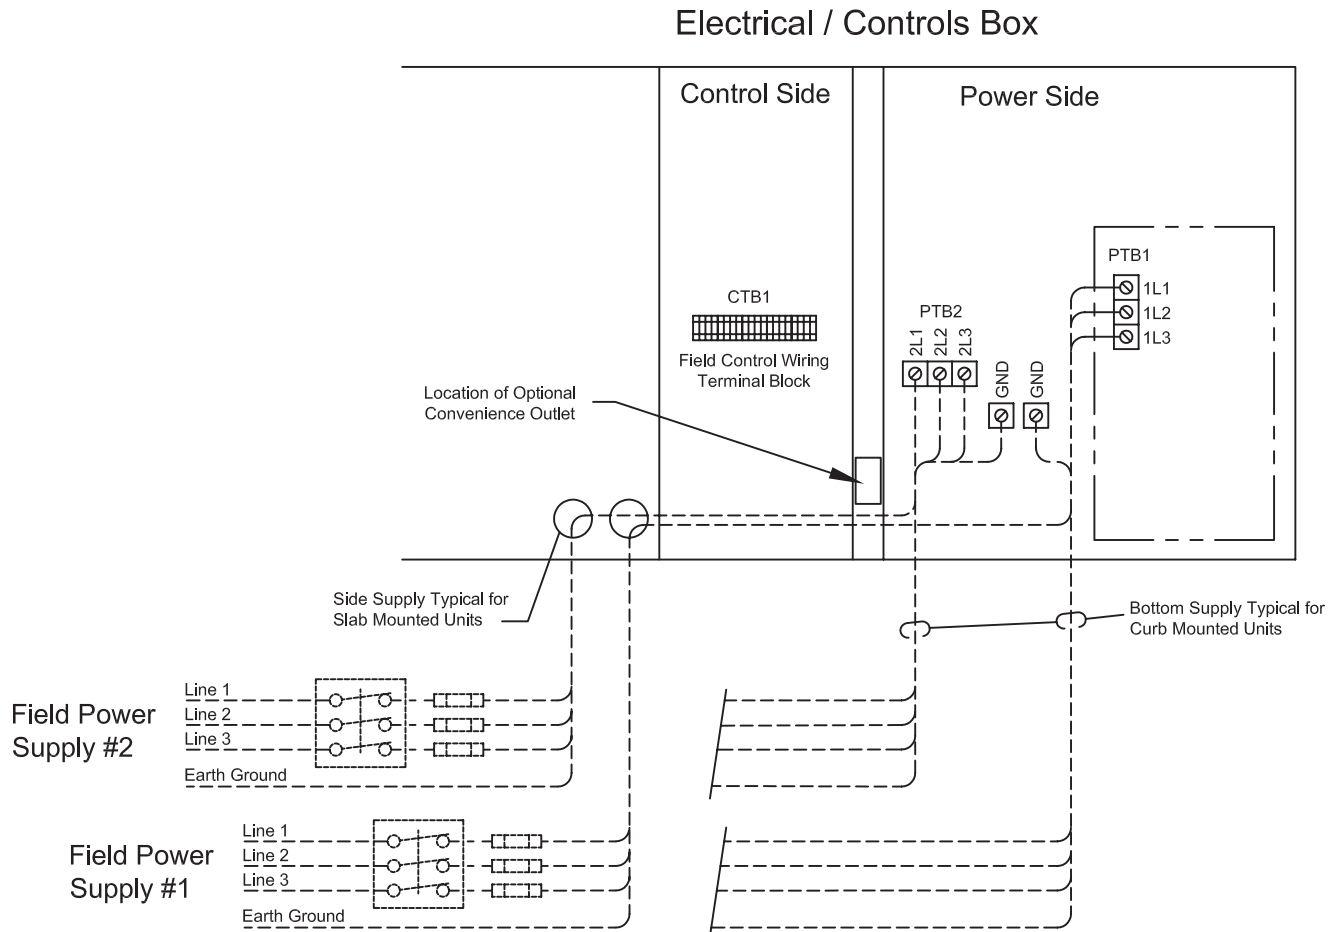 Electrical / Controls Box
Control Side
Power Side
PTB1
1L1
1L2
1L3
CTB1
Field Control Wiring
Terminal Block
PTB2
2L1
2L2
2L3
GND
GND
Location of Optional
Convenience Outlet
Side Supply Typical for
Slab Mounted Units
Bottom Supply Typical for
Curb Mounted Units
Field Power
Supply #2
Line 1
Line 2
Line 3
Earth Ground
Field Power
Supply #1
Line 1
Line 2
Line 3
Earth Ground